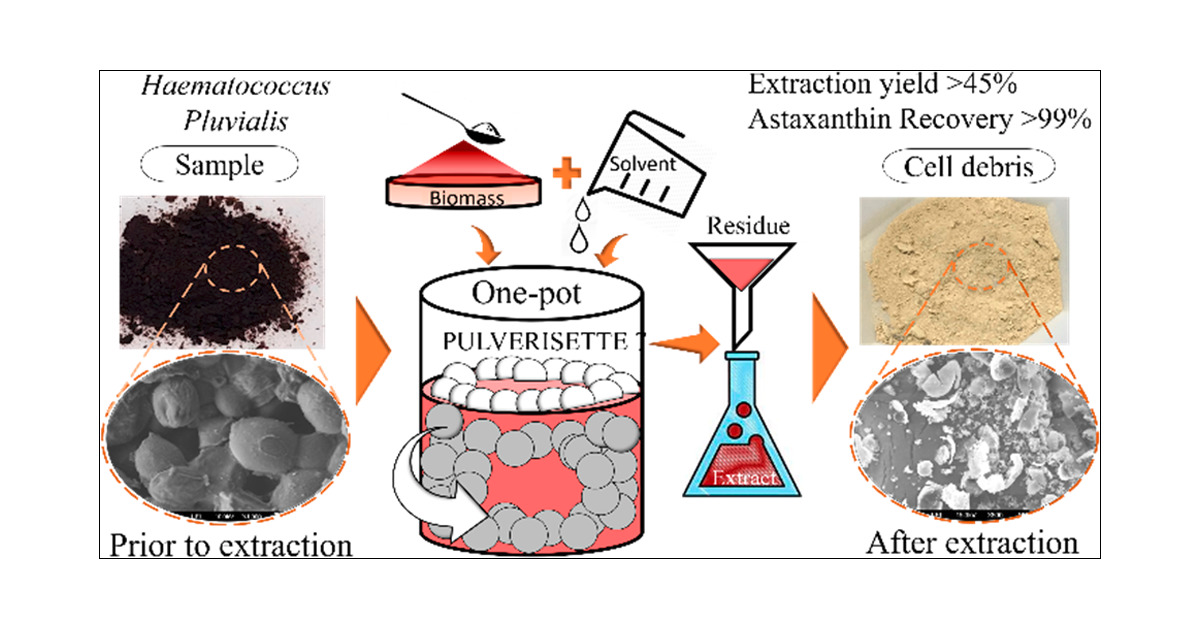 Haematococcus
Pluvialis
Sample
Prior to extraction
Biomass
Solvent
One-pot
PULVERISETTE
Residue
Extract
Extraction yield >45%
Astaxanthin Recovery >99%
Cell debris
After extraction